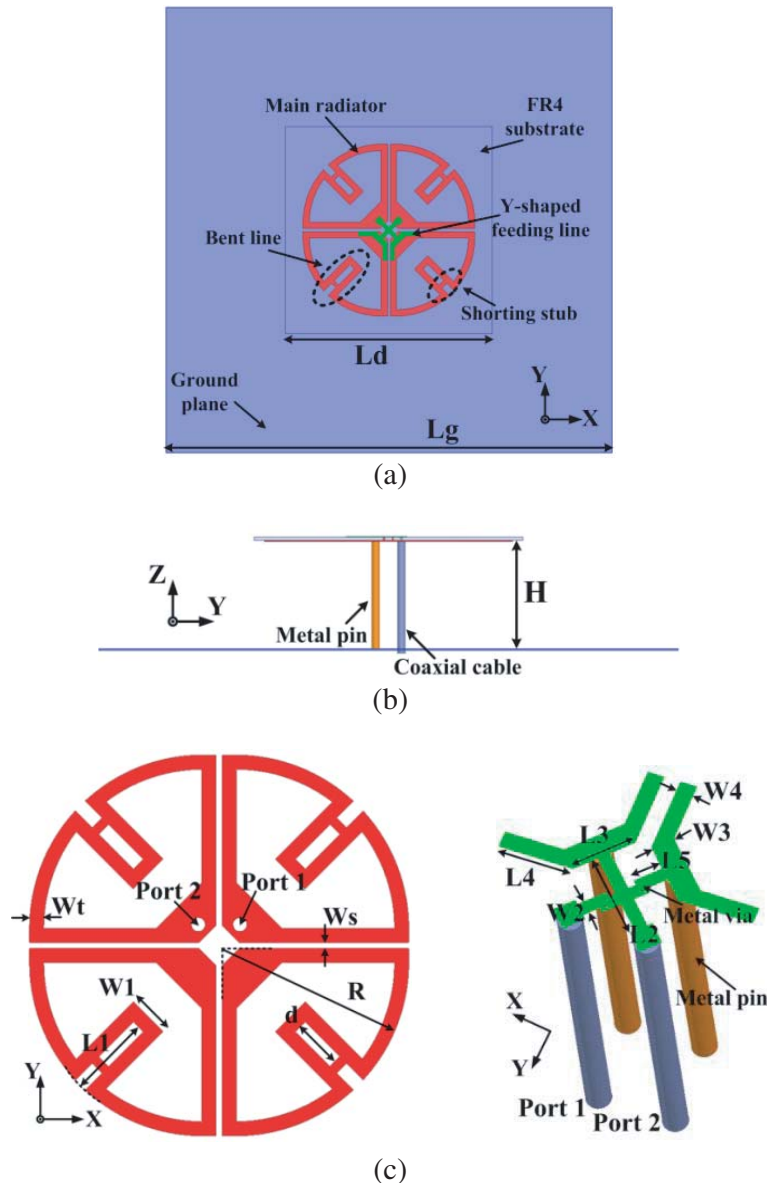 Main radiator
FR4
substrate
Y-shaped
feeding line
Bent line
Shorting stub
Ld
Ground
plane
Y
X
Lg
(a)
Z
Y
H
Metal pin
Coaxial cable
(b)
Port 2
Port 1
Wt
Ws
R
W1
L1
d
Y
X
W4
L3
W3
L4
L5
W2
L2
Metal via
Metal pin
X
Y
Port 1
Port 2
(c)